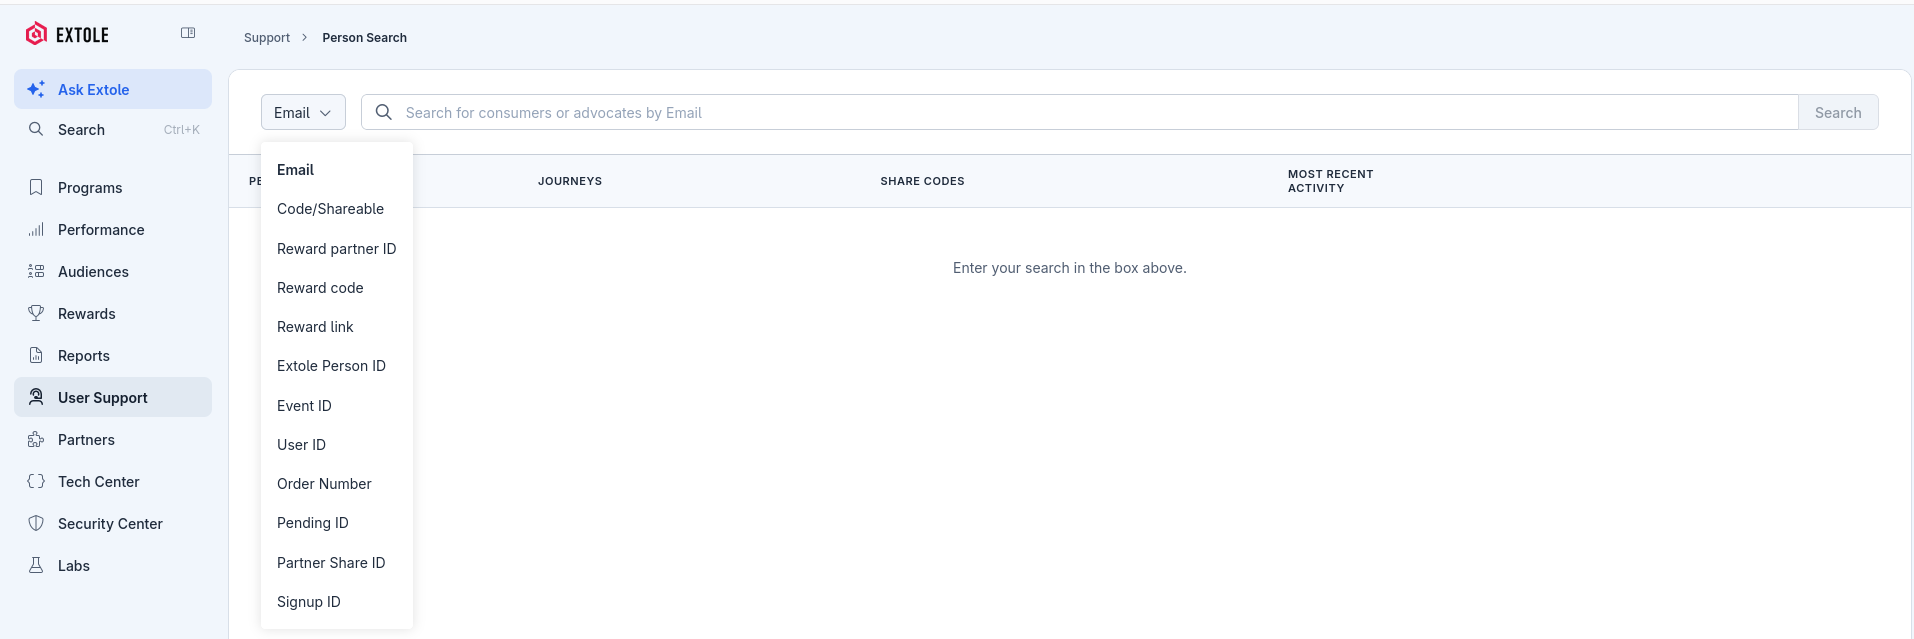 EXTOLE
Support > Person Search
Ask Extole
Search Ctrl+K
Programs
Performance
Audiences
Rewards
Reports
User Support
Partners
Tech Center
Security Center
Labs
Email
Search for consumers or advocates by Email
Search
Email
Code/Shareable
Reward partner ID
Reward code
Reward link
Extole Person ID
Event ID
User ID
Order Number
Pending ID
Partner Share ID
Signup ID
JOURNEYS
SHARE CODES
MOST RECENT
ACTIVITY
Enter your search in the box above.